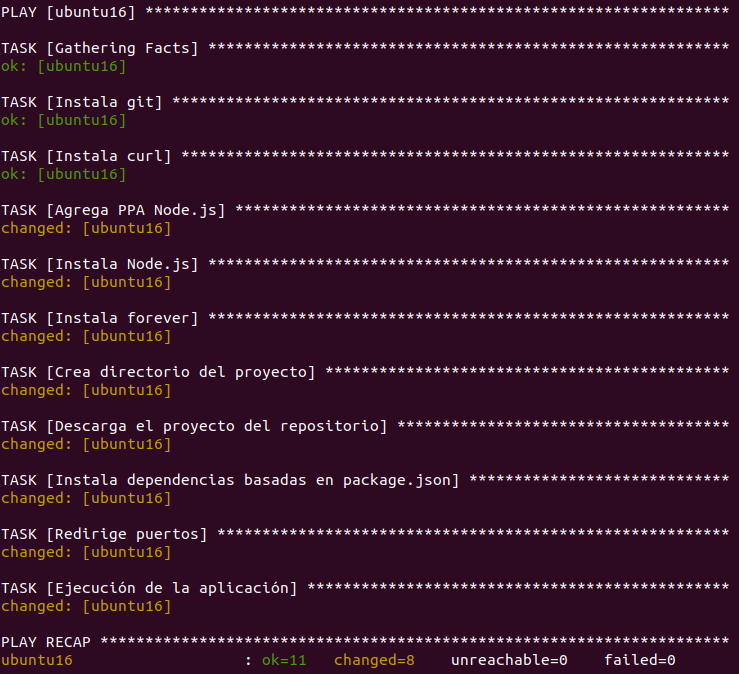 PLAY [ubuntu16] *****************************************************************
TASK [Gathering Facts] **********************************************************
ok: [ubuntu16]
TASK [Instala git] **************************************************************
ok: [ubuntu16]
TASK [Instala curl] *************************************************************
ok: [ubuntu16]
TASK [Agrega PPA Node.js] *******************************************************
changed: [ubuntu16]
TASK [Instala Node.js] **********************************************************
changed: [ubuntu16]
TASK [Instala forever] **********************************************************
changed: [ubuntu16]
TASK [Crea directorio del proyecto] *********************************************
changed: [ubuntu16]
TASK [Descarga el proyecto del repositorio] *************************************
changed: [ubuntu16]
TASK [Instala dependencias basadas en package.json] *****************************
changed: [ubuntu16]
TASK [Redirige puertos] *********************************************************
changed: [ubuntu16]
TASK [Ejecución de la aplicación] ***********************************************
changed: [ubuntu16]
PLAY RECAP **********************************************************************
ubuntu16                   : ok=11   changed=8    unreachable=0    failed=0